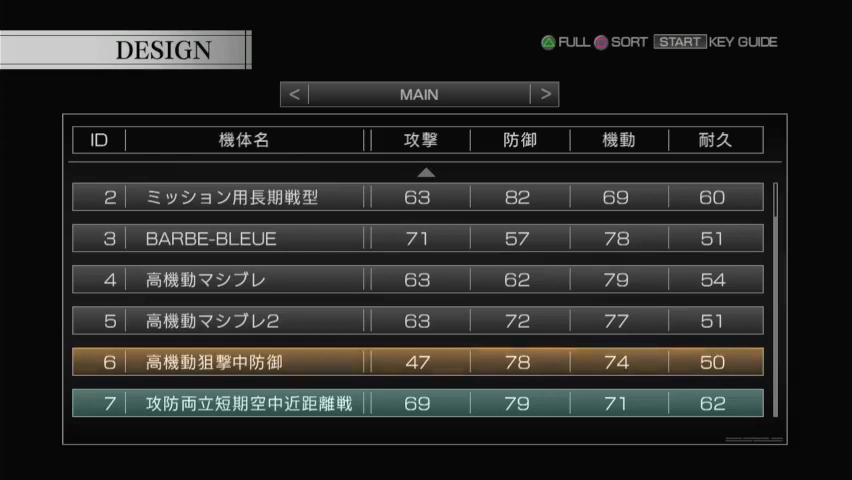 DESIGN
FULL SORT START KEY GUIDE
< MAIN >
ID 機体名 攻撃 防御 機動 耐久
2 ミッション用長期戦型 63 82 69 60
3 BARBE-BLEUE 71 57 78 51
4 高機動マシブレ 63 62 79 54
5 高機動マシブレ2 63 72 77 51
6 高機動狙撃中防御 47 78 74 50
7 攻防両立短期空中近距離戦 69 79 71 62